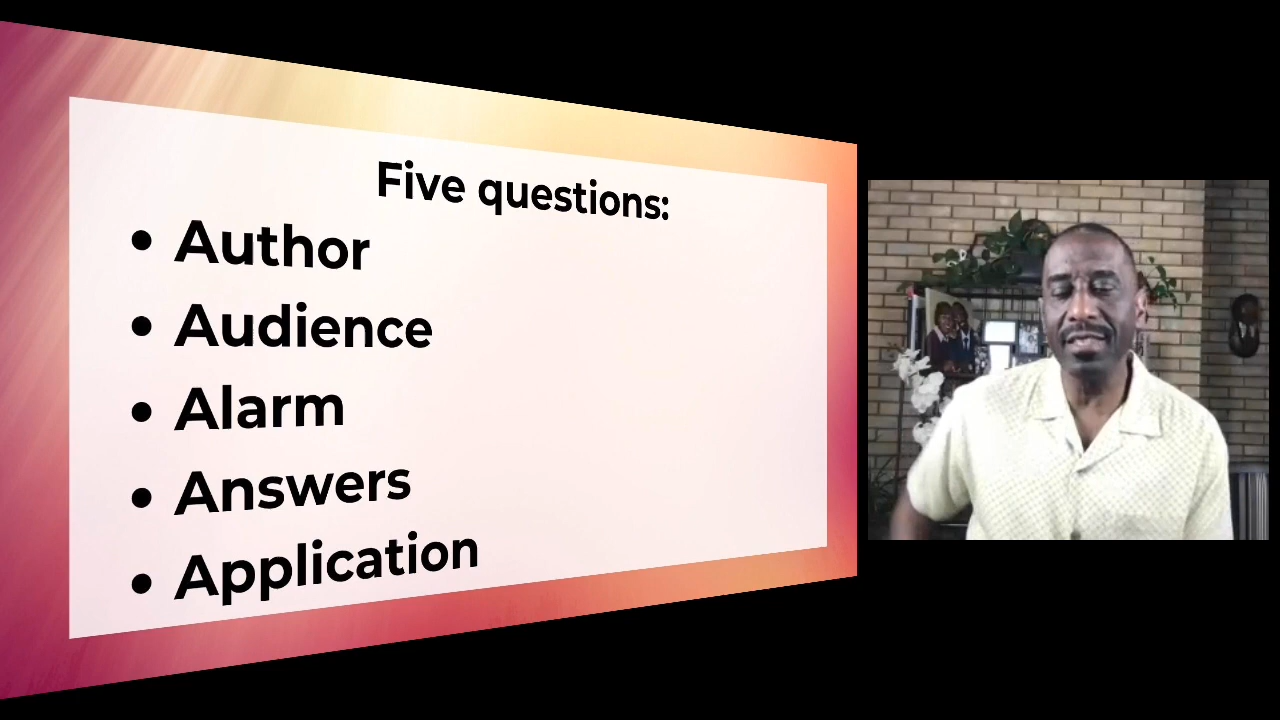 Five questions:
• Author
• Audience
• Alarm
• Answers
• Application